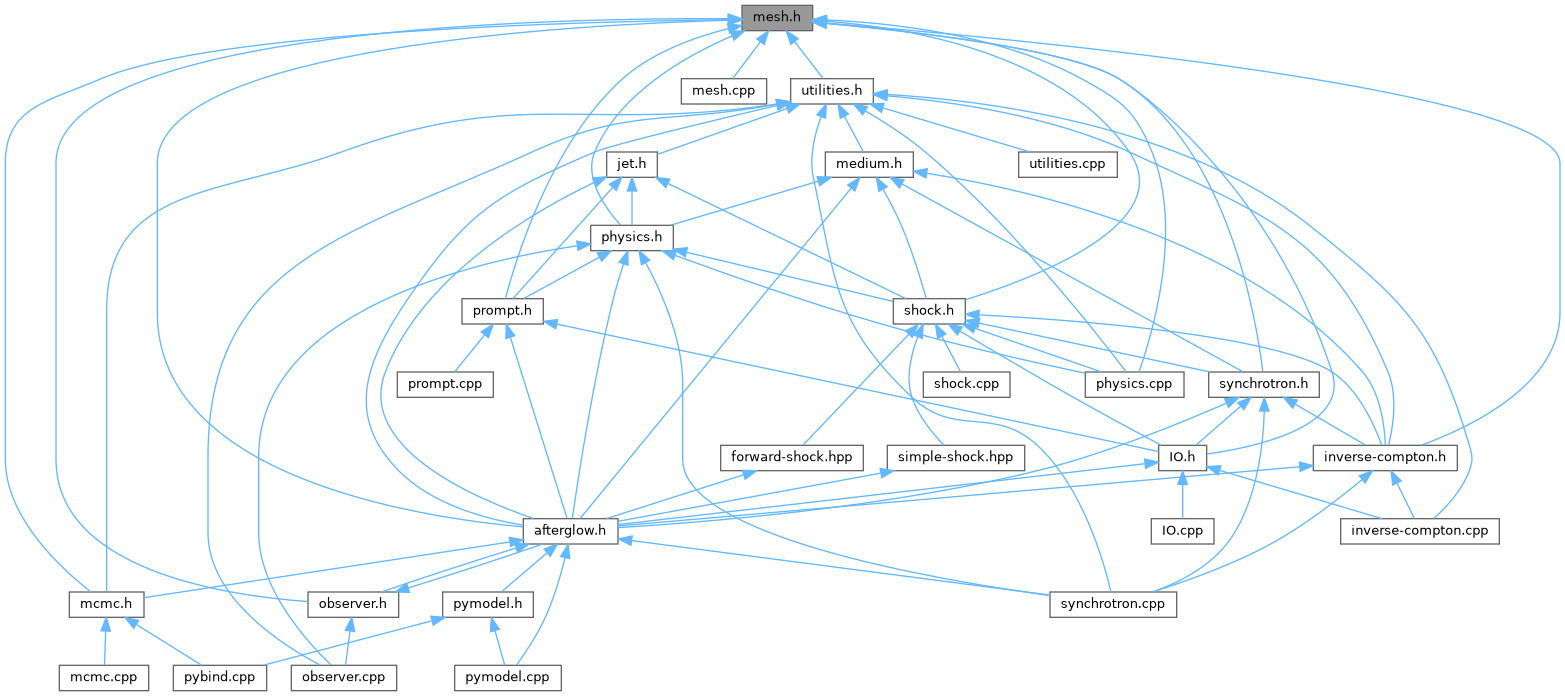 mesh.h
mesh.cpp
utilities.h
jet.h
medium.h
utilities.cpp
physics.h
prompt.h
shock.h
prompt.cpp
shock.cpp
physics.cpp
synchrotron.h
forward-shock.hpp
simple-shock.hpp
IO.h
inverse-compton.h
afterglow.h
IO.cpp
inverse-compton.cpp
mcmc.h
observer.h
pymodel.h
synchrotron.cpp
mcmc.cpp
pybind.cpp
observer.cpp
pymodel.cpp